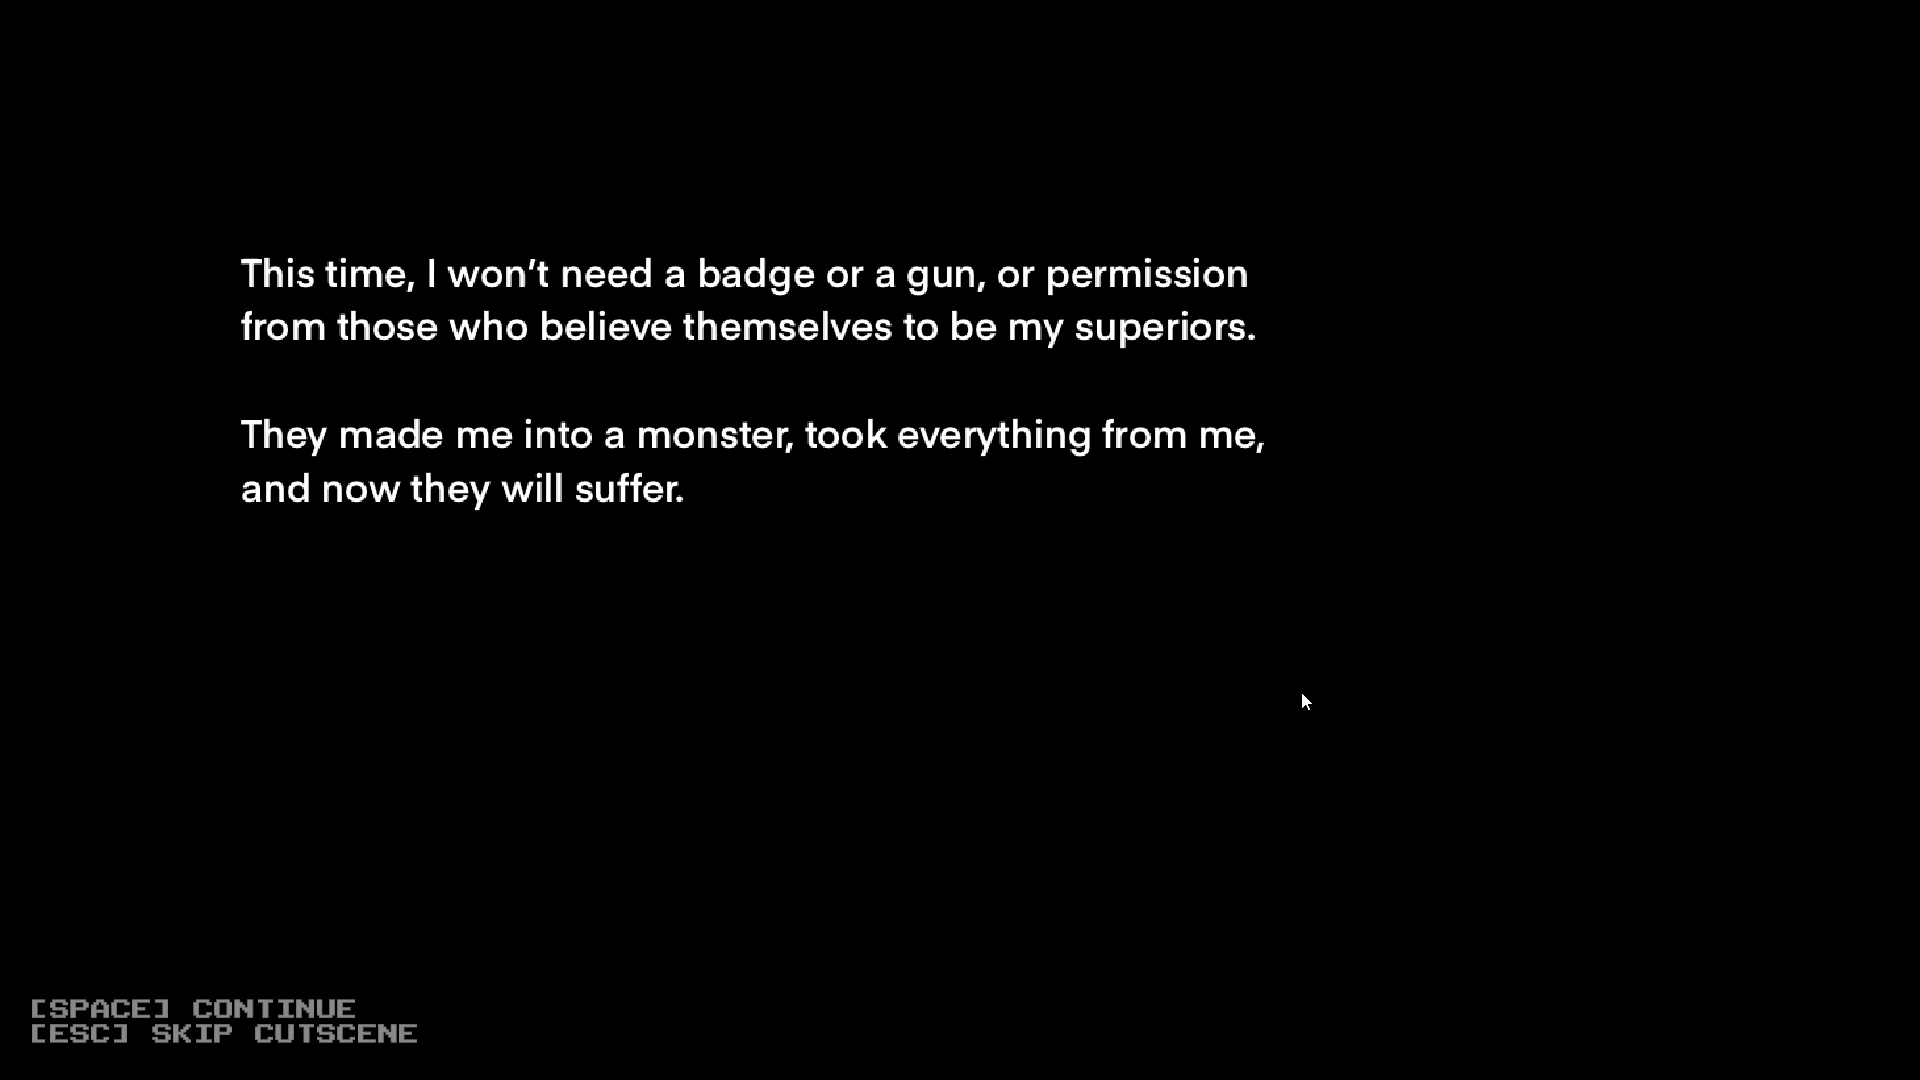 This time, I won’t need a badge or a gun, or permission
from those who believe themselves to be my superiors.
They made me into a monster, took everything from me,
and now they will suffer.
[SPACE] CONTINUE
[ESC] SKIP CUTSCENE